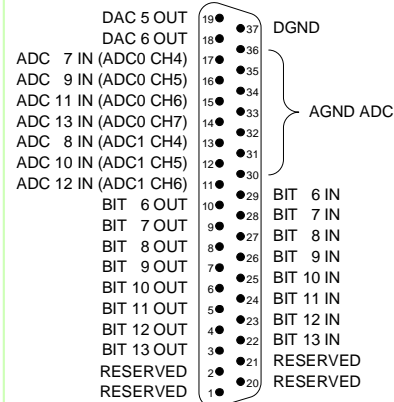 DAC 5 OUT 19
DAC 6 OUT 18
ADC 7 IN (ADC0 CH4) 17
ADC 9 IN (ADC0 CH5) 16
ADC 11 IN (ADC0 CH6) 15
ADC 13 IN (ADC0 CH7) 14
ADC 8 IN (ADC1 CH4) 13
ADC 10 IN (ADC1 CH5) 12
ADC 12 IN (ADC1 CH6) 11
BIT 6 OUT 10
BIT 7 OUT 9
BIT 8 OUT 8
BIT 9 OUT 7
BIT 10 OUT 6
BIT 11 OUT 5
BIT 12 OUT 4
BIT 13 OUT 3
RESERVED 2
RESERVED 1
37 DGND
36
35
34
33 AGND ADC
32
31
30
29 BIT 6 IN
28 BIT 7 IN
27 BIT 8 IN
26 BIT 9 IN
25 BIT 10 IN
24 BIT 11 IN
23 BIT 12 IN
22 BIT 13 IN
21 RESERVED
20 RESERVED